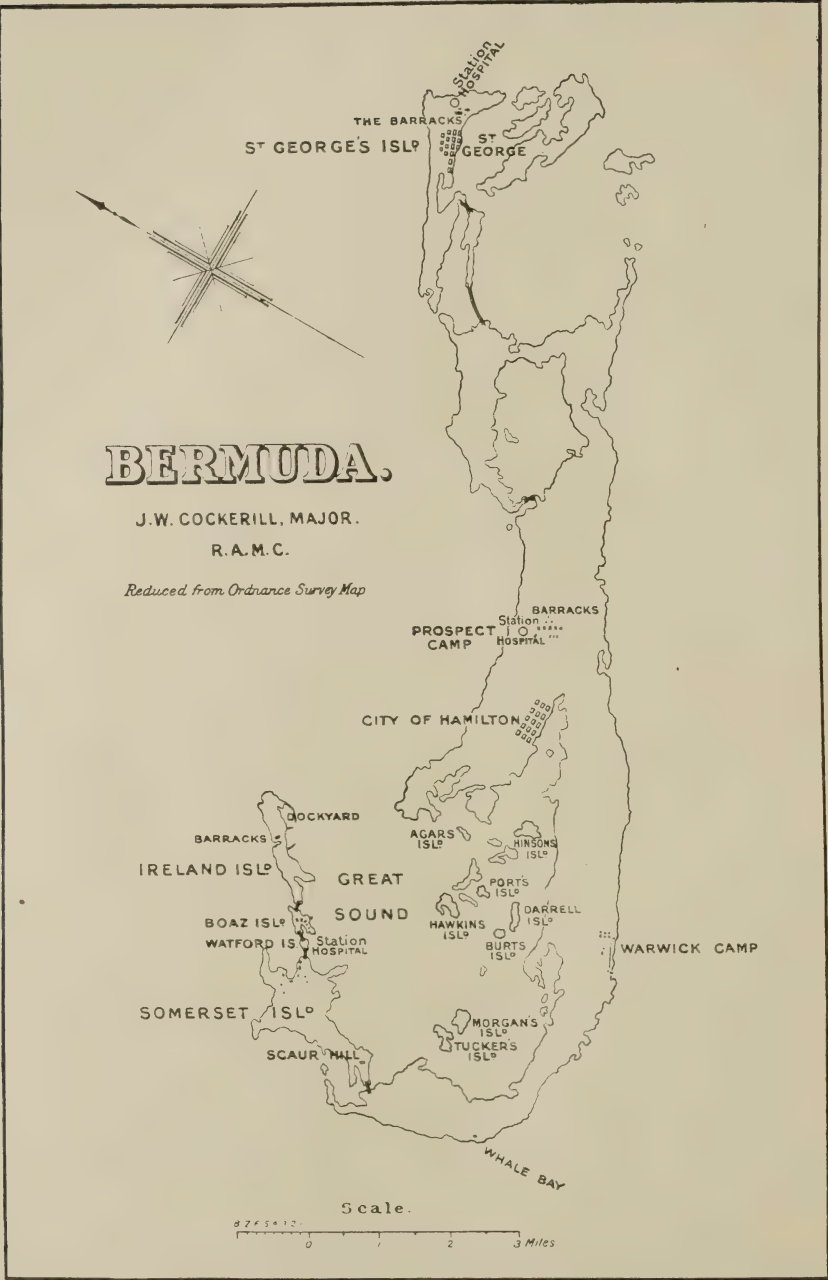 Station
HOSPITAL
THE BARRACKS
ST GEORGE'S ISLD
ST
GEORGE
BERMUDA.
J.W. COCKERILL, MAJOR.
R.A.M.C.
Reduced from Ordnance Survey Map
BARRACKS
Station
HOSPITAL
PROSPECT
CAMP
CITY OF HAMILTON
DOCKYARD
BARRACKS
IRELAND ISLD
GREAT
SOUND
AGARS
ISLD
HINSONS
ISLD
PORT'S
ISLD
HAWKINS
ISLD
DARRELL
ISLD
BURTS
ISLD
BOAZ ISLD
WATFORD IS.
Station
HOSPITAL
WARWICK CAMP
SOMERSET ISLD
MORGAN'S
ISLD
TUCKER'S
ISLD
SCAUR HILL
WHALE BAY
Scale.
0 1 2 3 Miles